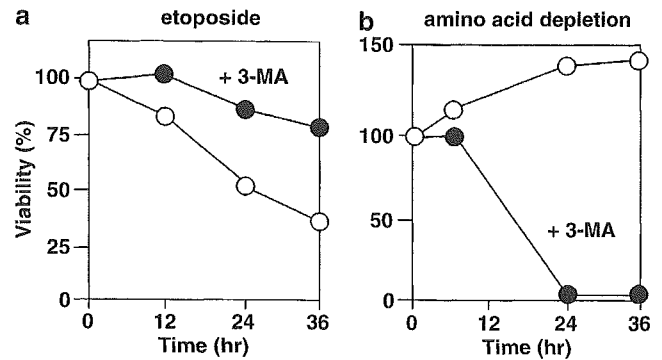 a
etoposide
Viability (%)
100
75
50
25
0
+ 3-MA
0 12 24 36
Time (hr)
b
amino acid depletion
150
100
50
0
+ 3-MA
0 12 24 36
Time (hr)